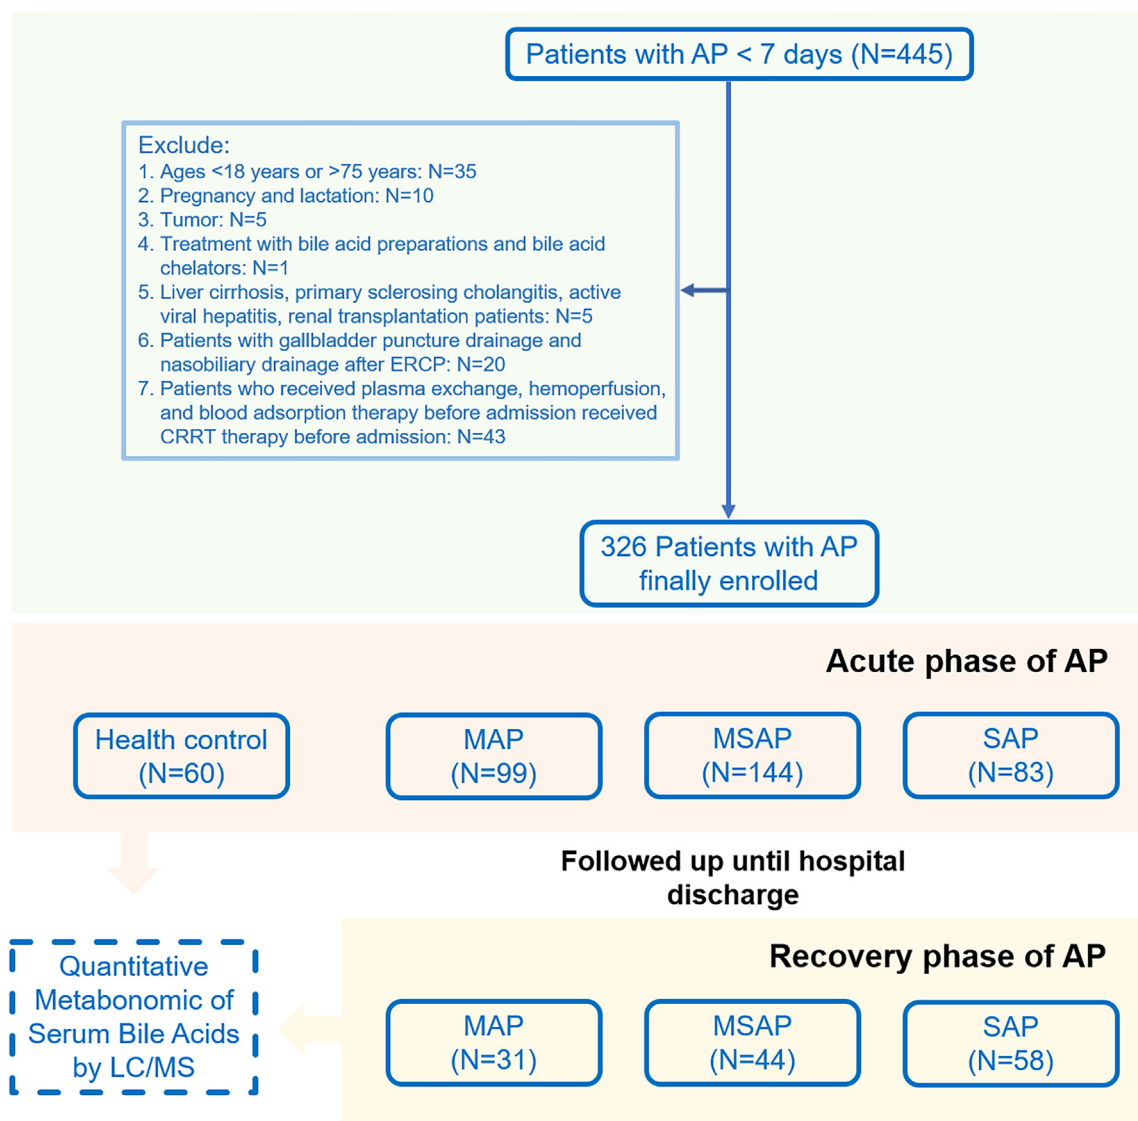 Patients with AP < 7 days (N=445)
Exclude:
1. Ages <18 years or >75 years: N=35
2. Pregnancy and lactation: N=10
3. Tumor: N=5
4. Treatment with bile acid preparations and bile acid
chelators: N=1
5. Liver cirrhosis, primary sclerosing cholangitis, active
viral hepatitis, renal transplantation patients: N=5
6. Patients with gallbladder puncture drainage and
nasobiliary drainage after ERCP: N=20
7. Patients who received plasma exchange, hemoperfusion,
and blood adsorption therapy before admission received
CRRT therapy before admission: N=43
326 Patients with AP
finally enrolled
Acute phase of AP
Health control
(N=60)
MAP
(N=99)
MSAP
(N=144)
SAP
(N=83)
Followed up until hospital
discharge
Quantitative
Metabonomic of
Serum Bile Acids
by LC/MS
Recovery phase of AP
MAP
(N=31)
MSAP
(N=44)
SAP
(N=58)